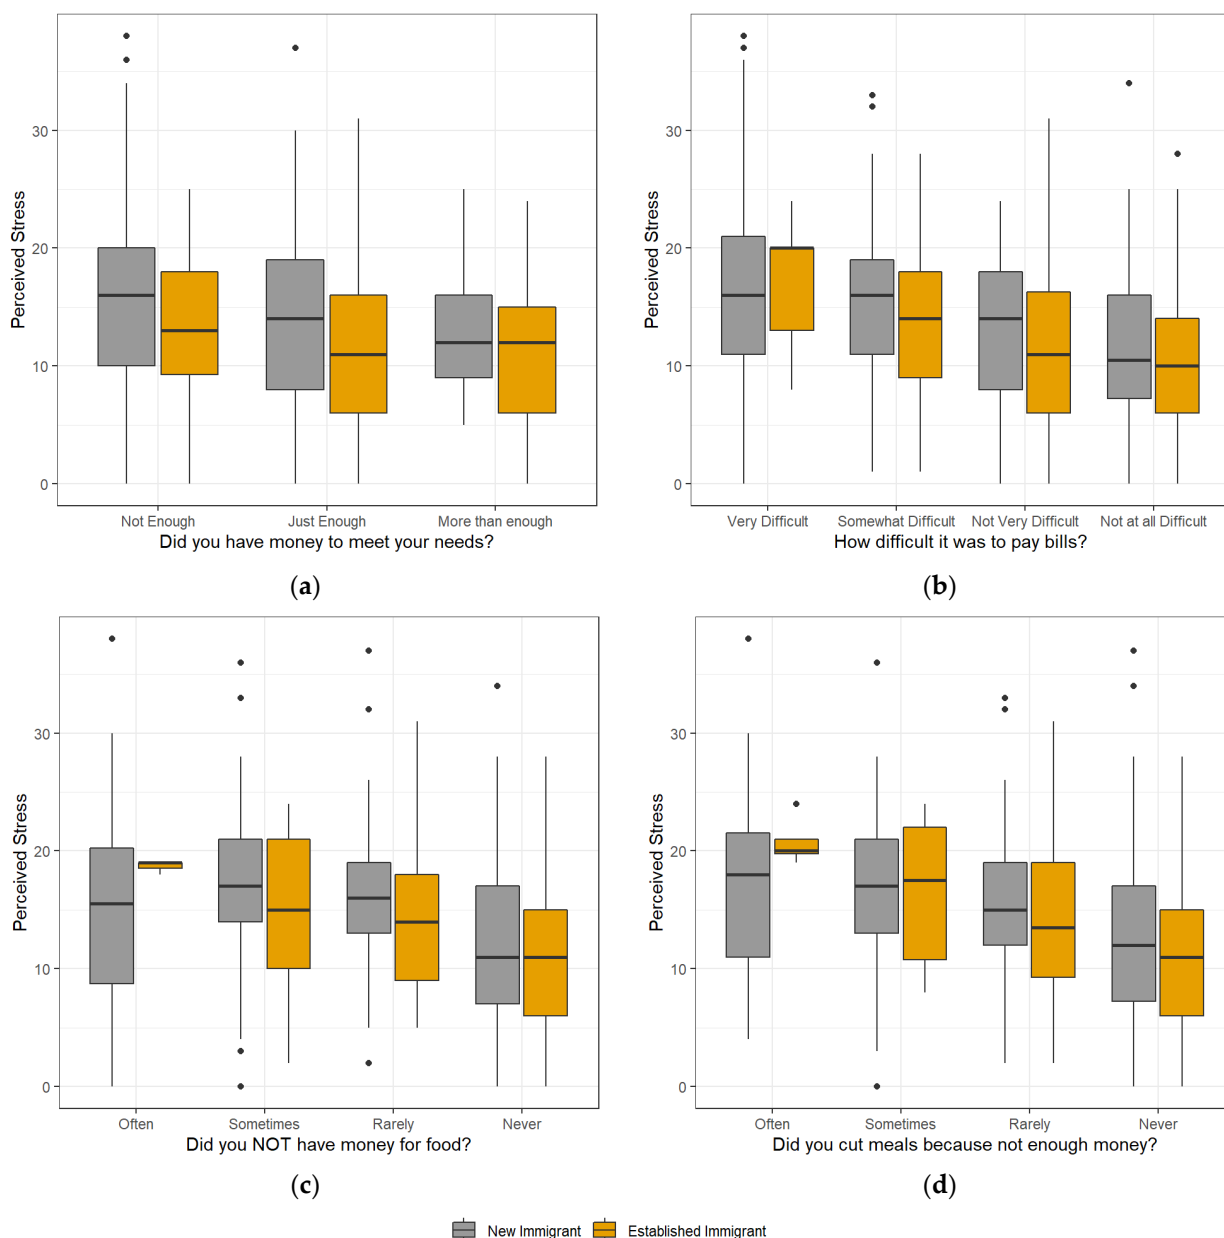 30
20
10
0
Perceived Stress
Not Enough Just Enough More than enough
Did you have money to meet your needs?
(a)
30
20
10
0
Perceived Stress
Very Difficult Somewhat Difficult Not Very Difficult Not at all Difficult
How difficult it was to pay bills?
(b)
30
20
10
0
Perceived Stress
Often Sometimes Rarely Never
Did you NOT have money for food?
(c)
30
20
10
0
Perceived Stress
Often Sometimes Rarely Never
Did you cut meals because not enough money?
(d)
New Immigrant Established Immigrant